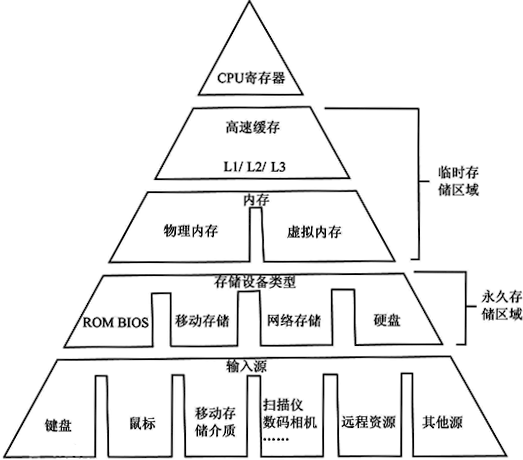 CPU寄存器
高速缓存
L1/ L2/ L3
临时存
储区域
内存
物理内存
虚拟内存
存储设备类型
ROM BIOS
移动存储
网络存储
硬盘
永久存
储区域
输入源
键盘
鼠标
移动存
储介质
扫描仪
数码相机
……
远程资源
其他源